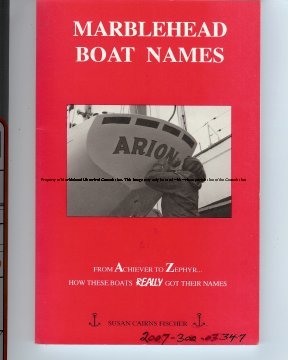 MARBLEHEAD
BOAT NAMES
ARION
FROM ACHIEVER TO ZEPHYR...
HOW THESE BOATS REALLY GOT THEIR NAMES
SUSAN CAIRNS FISCHER
2007-300-03347